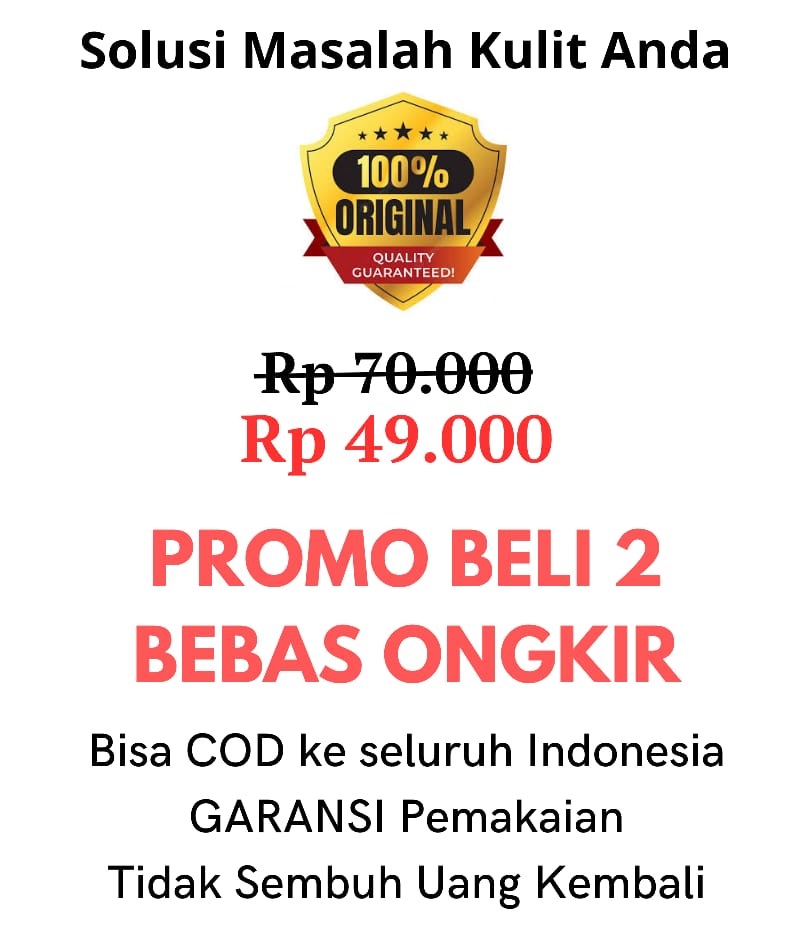 Solusi Masalah Kulit Anda
100%
ORIGINAL
QUALITY
GUARANTEED!
Rp 70.000
Rp 49.000
PROMO BELI 2
BEBAS ONGKIR
Bisa COD ke seluruh Indonesia
GARANSI Pemakaian
Tidak Sembuh Uang Kembali